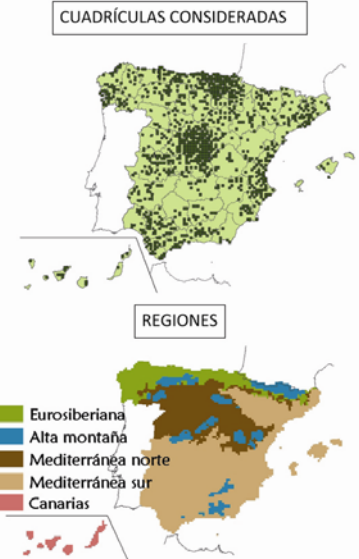 CUADRÍCULAS CONSIDERADAS
REGIONES
Eurosiberiana
Alta montaña
Mediterránea norte
Mediterránea sur
Canarias